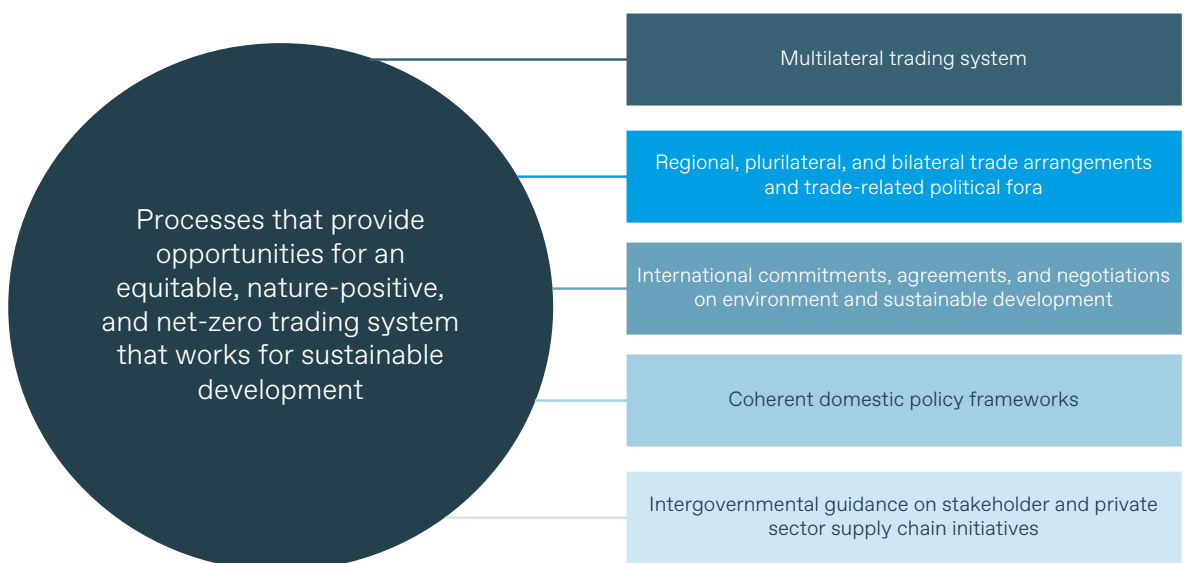 Processes that provide
opportunities for an
equitable, nature-positive,
and net-zero trading system
that works for sustainable
development
Multilateral trading system
Regional, plurilateral, and bilateral trade arrangements
and trade-related political fora
International commitments, agreements, and negotiations
on environment and sustainable development
Coherent domestic policy frameworks
Intergovernmental guidance on stakeholder and private
sector supply chain initiatives